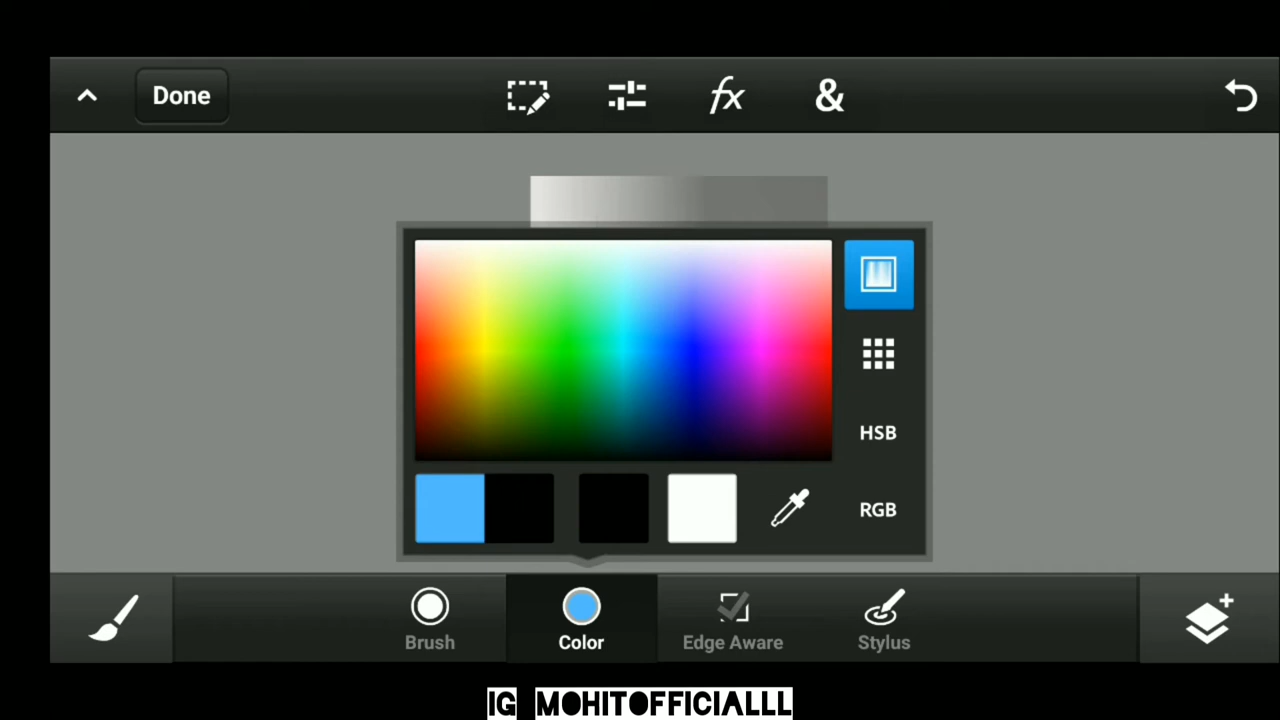 Done fx &
HSB
RGB
Brush Color Edge Aware Stylus
IG MOHITOFFICIALLL